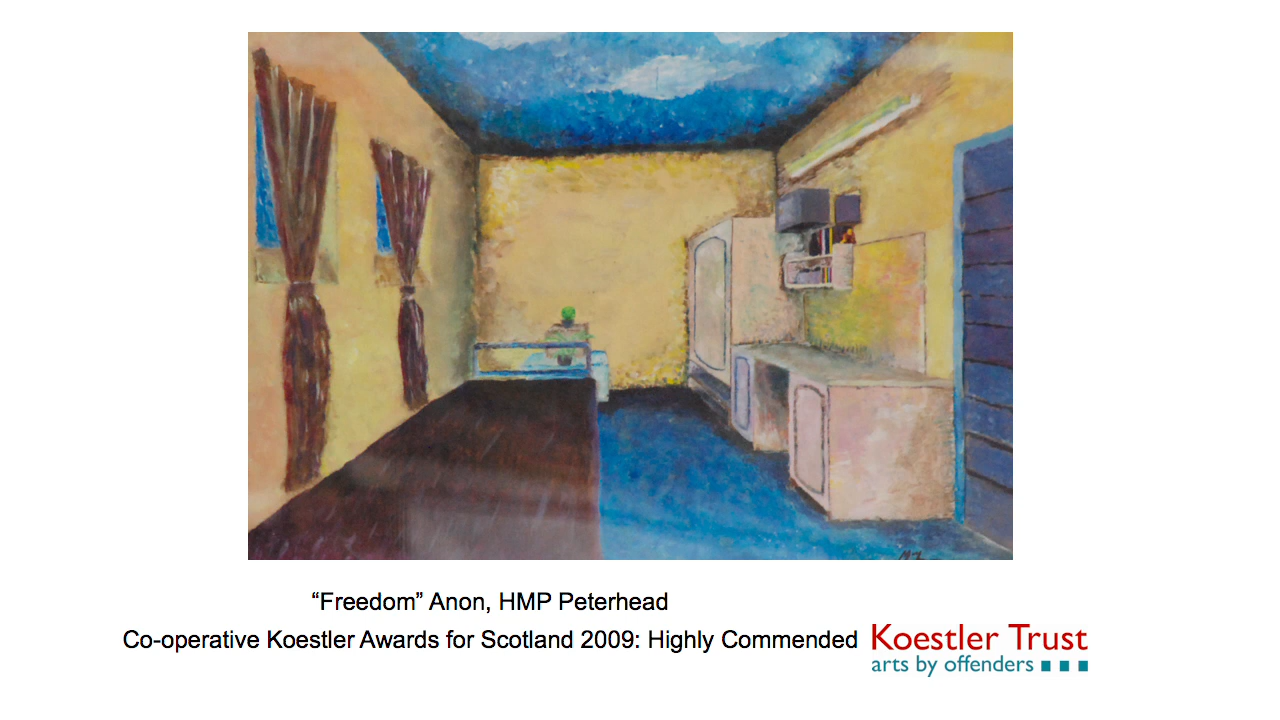 “Freedom” Anon, HMP Peterhead
Co-operative Koestler Awards for Scotland 2009: Highly Commended
Koestler Trust
arts by offenders